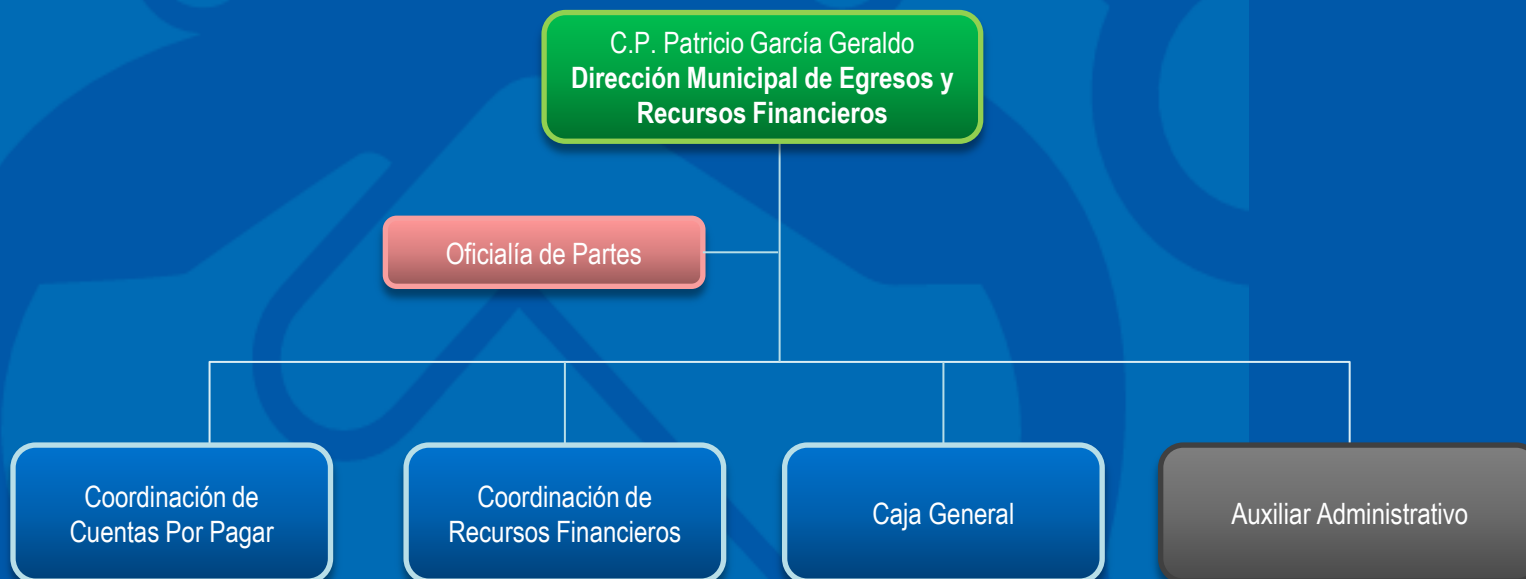 C.P. Patricio García Geraldo
Dirección Municipal de Egresos y
Recursos Financieros
Oficialía de Partes
Coordinación de
Cuentas Por Pagar
Coordinación de
Recursos Financieros
Caja General
Auxiliar Administrativo